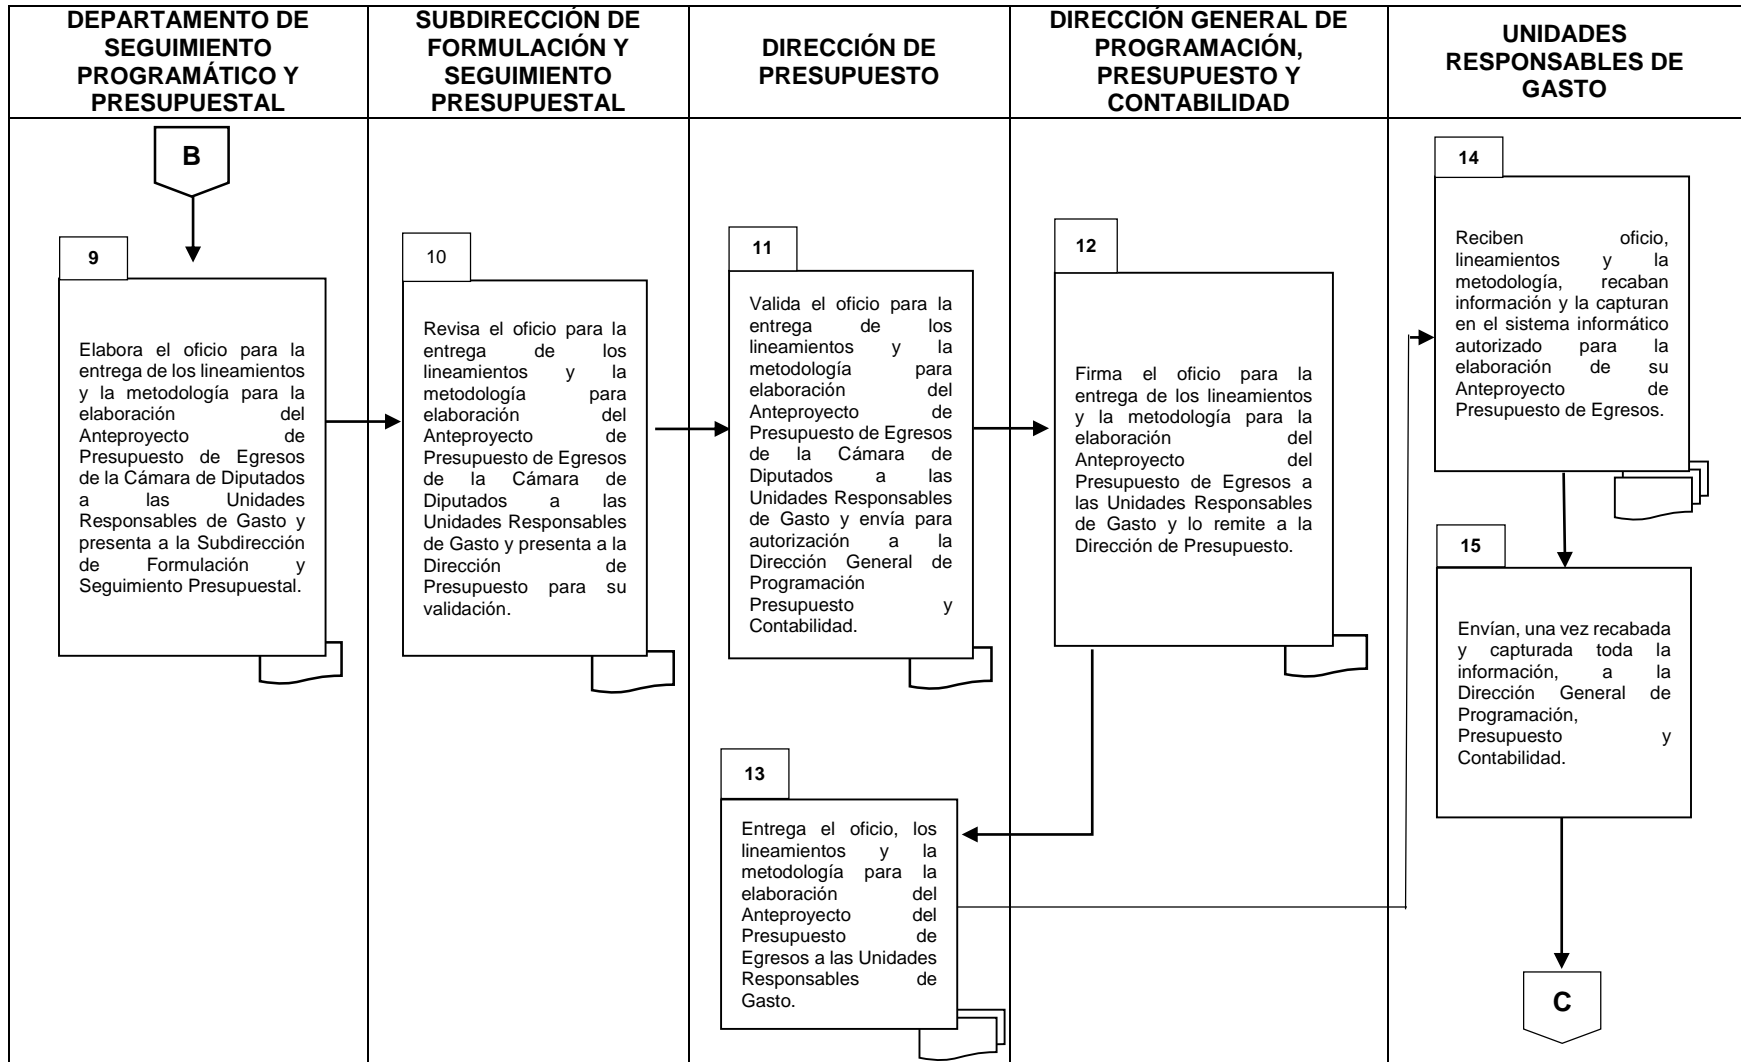 DEPARTAMENTO DE
SEGUIMIENTO
PROGRAMÁTICO Y
PRESUPUESTAL
SUBDIRECCIÓN DE
FORMULACIÓN Y
SEGUIMIENTO
PRESUPUESTAL
DIRECCIÓN DE
PRESUPUESTO
DIRECCIÓN GENERAL DE
PROGRAMACIÓN,
PRESUPUESTO Y
CONTABILIDAD
UNIDADES
RESPONSABLES DE
GASTO
B
9
Elabora el oficio para la
entrega de los lineamientos
y la metodología para la
elaboración del
Anteproyecto de
Presupuesto de Egresos
de la Cámara de Diputados
a las Unidades
Responsables de Gasto y
presenta a la Subdirección
de Formulación y
Seguimiento Presupuestal.
10
Revisa el oficio para la
entrega de los
lineamientos y la
metodología para
elaboración del
Anteproyecto de
Presupuesto de Egresos
de la Cámara de
Diputados a las
Unidades Responsables
de Gasto y presenta a la
Dirección de
Presupuesto para su
validación.
11
Valida el oficio para la
entrega de los
lineamientos y la
metodología para
elaboración del
Anteproyecto de
Presupuesto de Egresos
de la Cámara de
Diputados a las
Unidades Responsables
de Gasto y envía para
autorización a la
Dirección General de
Programación
Presupuesto y
Contabilidad.
12
Firma el oficio para la
entrega de los lineamientos
y la metodología para la
elaboración del
Anteproyecto del
Presupuesto de Egresos a
las Unidades Responsables
de Gasto y lo remite a la
Dirección de Presupuesto.
13
Entrega el oficio, los
lineamientos y la
metodología para la
elaboración del
Anteproyecto del
Presupuesto de
Egresos a las Unidades
Responsables de
Gasto.
14
Reciben oficio,
lineamientos y la
metodología, recaban
información y la capturan
en el sistema informático
autorizado para la
elaboración de su
Anteproyecto de
Presupuesto de Egresos.
15
Envían, una vez recabada
y capturada toda la
información, a la
Dirección General de
Programación,
Presupuesto y
Contabilidad.
C